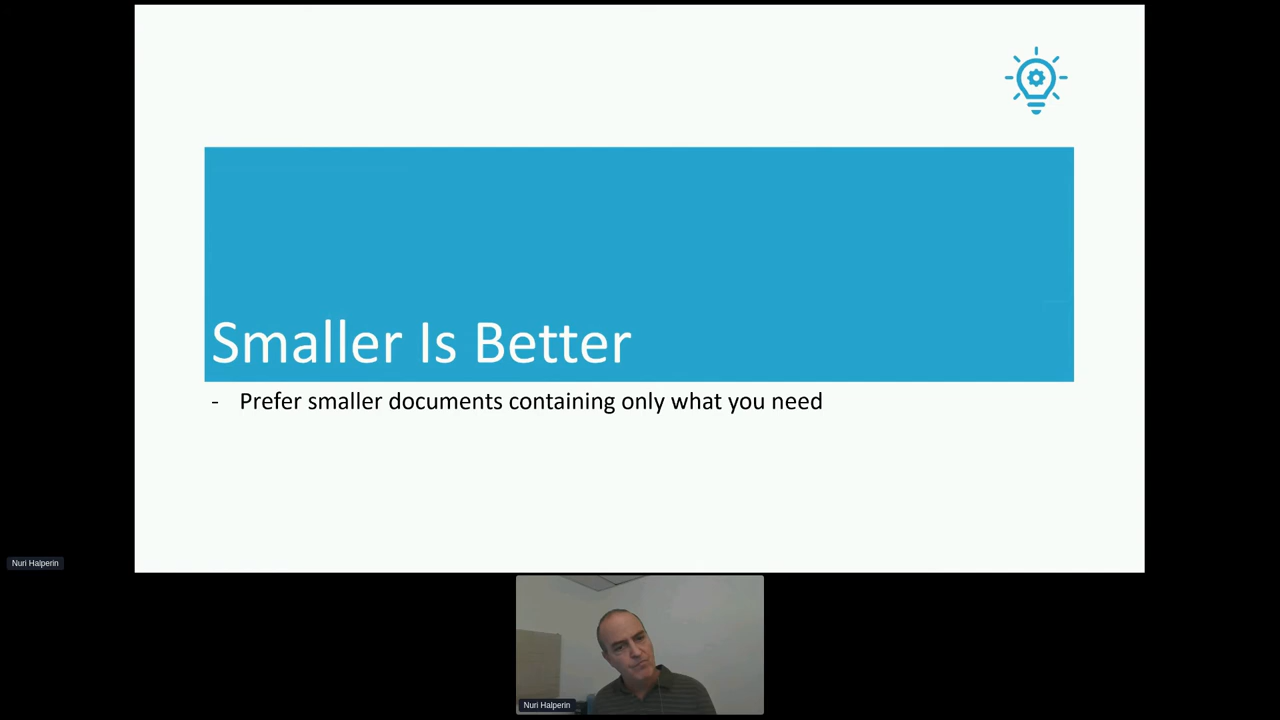 Smaller Is Better
- Prefer smaller documents containing only what you need
Nuri Halperin
Nuri Halperin